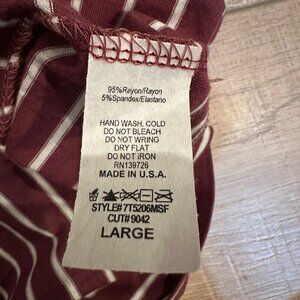 95%Rayon/Rayon
5%Spandex/Elastano
HAND WASH, COLD
DO NOT BLEACH
DO NOT WRING
DRY FLAT
DO NOT IRON
RN139726
MADE IN U.S.A.
STYLE# 7T5206MSF
CUT# 9042
LARGE